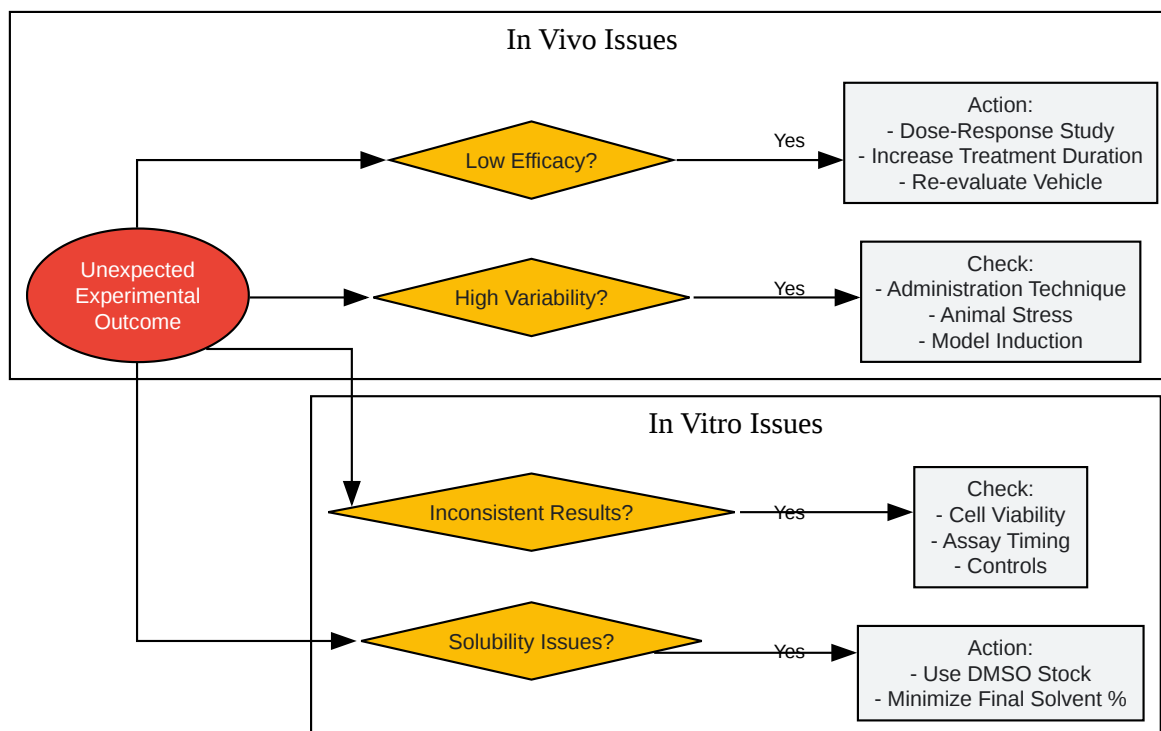 In Vivo Issues
Low Efficacy?
Yes
Action:
- Dose-Response Study
- Increase Treatment Duration
- Re-evaluate Vehicle
Unexpected
Experimental
Outcome
High Variability?
Yes
Check:
- Administration Technique
- Animal Stress
- Model Induction
In Vitro Issues
Inconsistent Results?
Yes
Check:
- Cell Viability
- Assay Timing
- Controls
Solubility Issues?
Yes
Action:
- Use DMSO Stock
- Minimize Final Solvent %